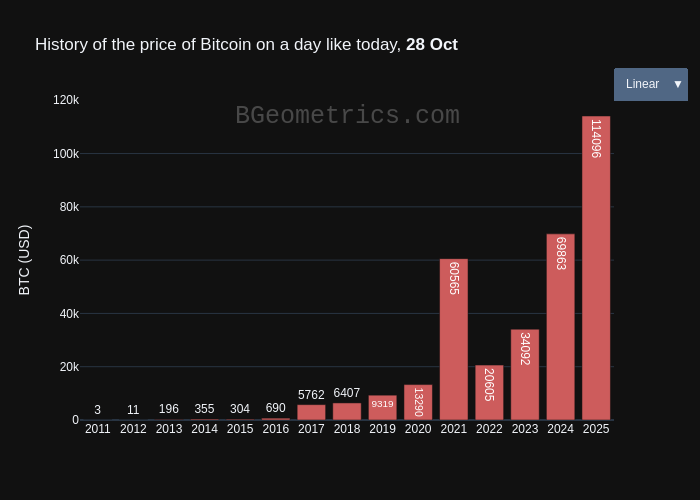 History of the price of Bitcoin on a day like today, 28 Oct
Linear ▼
BGeometrics.com
BTC (USD)
120k
100k
80k
60k
40k
20k
0
3
11
196
355
304
690
5762
6407
9319
13290
60565
20605
34092
69863
114096
2011 2012 2013 2014 2015 2016 2017 2018 2019 2020 2021 2022 2023 2024 2025